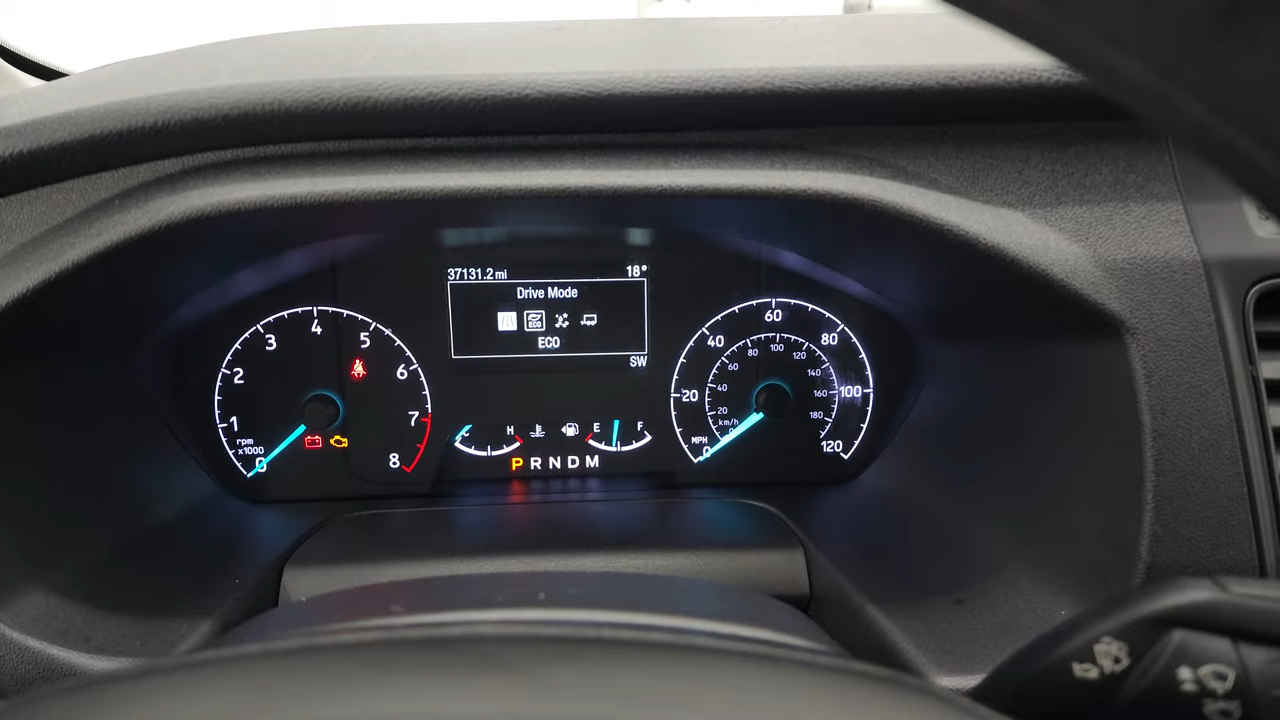 37131.2 mi 18°
Drive Mode
ECO
ECO
SW
0 1 2 3 4 5 6 7 8
rpm
x1000
C H
E F
P R N D M
0 20 40 60 80 100 120
MPH
20 40 60 80 100 120 140 160 180
km/h